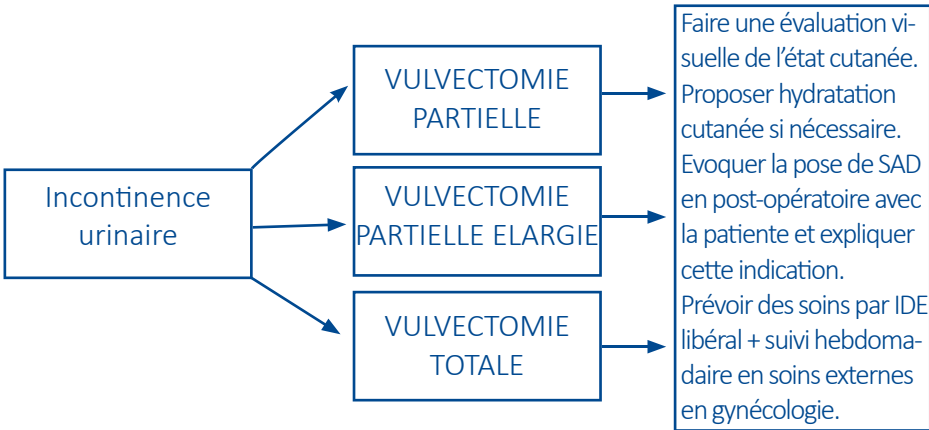 Incontinence
urinaire
VULVECTOMIE
PARTIELLE
VULVECTOMIE
PARTIELLE ELARGIE
VULVECTOMIE
TOTALE
Faire une évaluation vi-
suelle de l'état cutanée.
Proposer hydratation
cutanée si nécessaire.
Evoquer la pose de SAD
en post-opératoire avec
la patiente et expliquer
cette indication.
Prévoir des soins par IDE
libéral + suivi hebdoma-
daire en soins externes
en gynécologie.